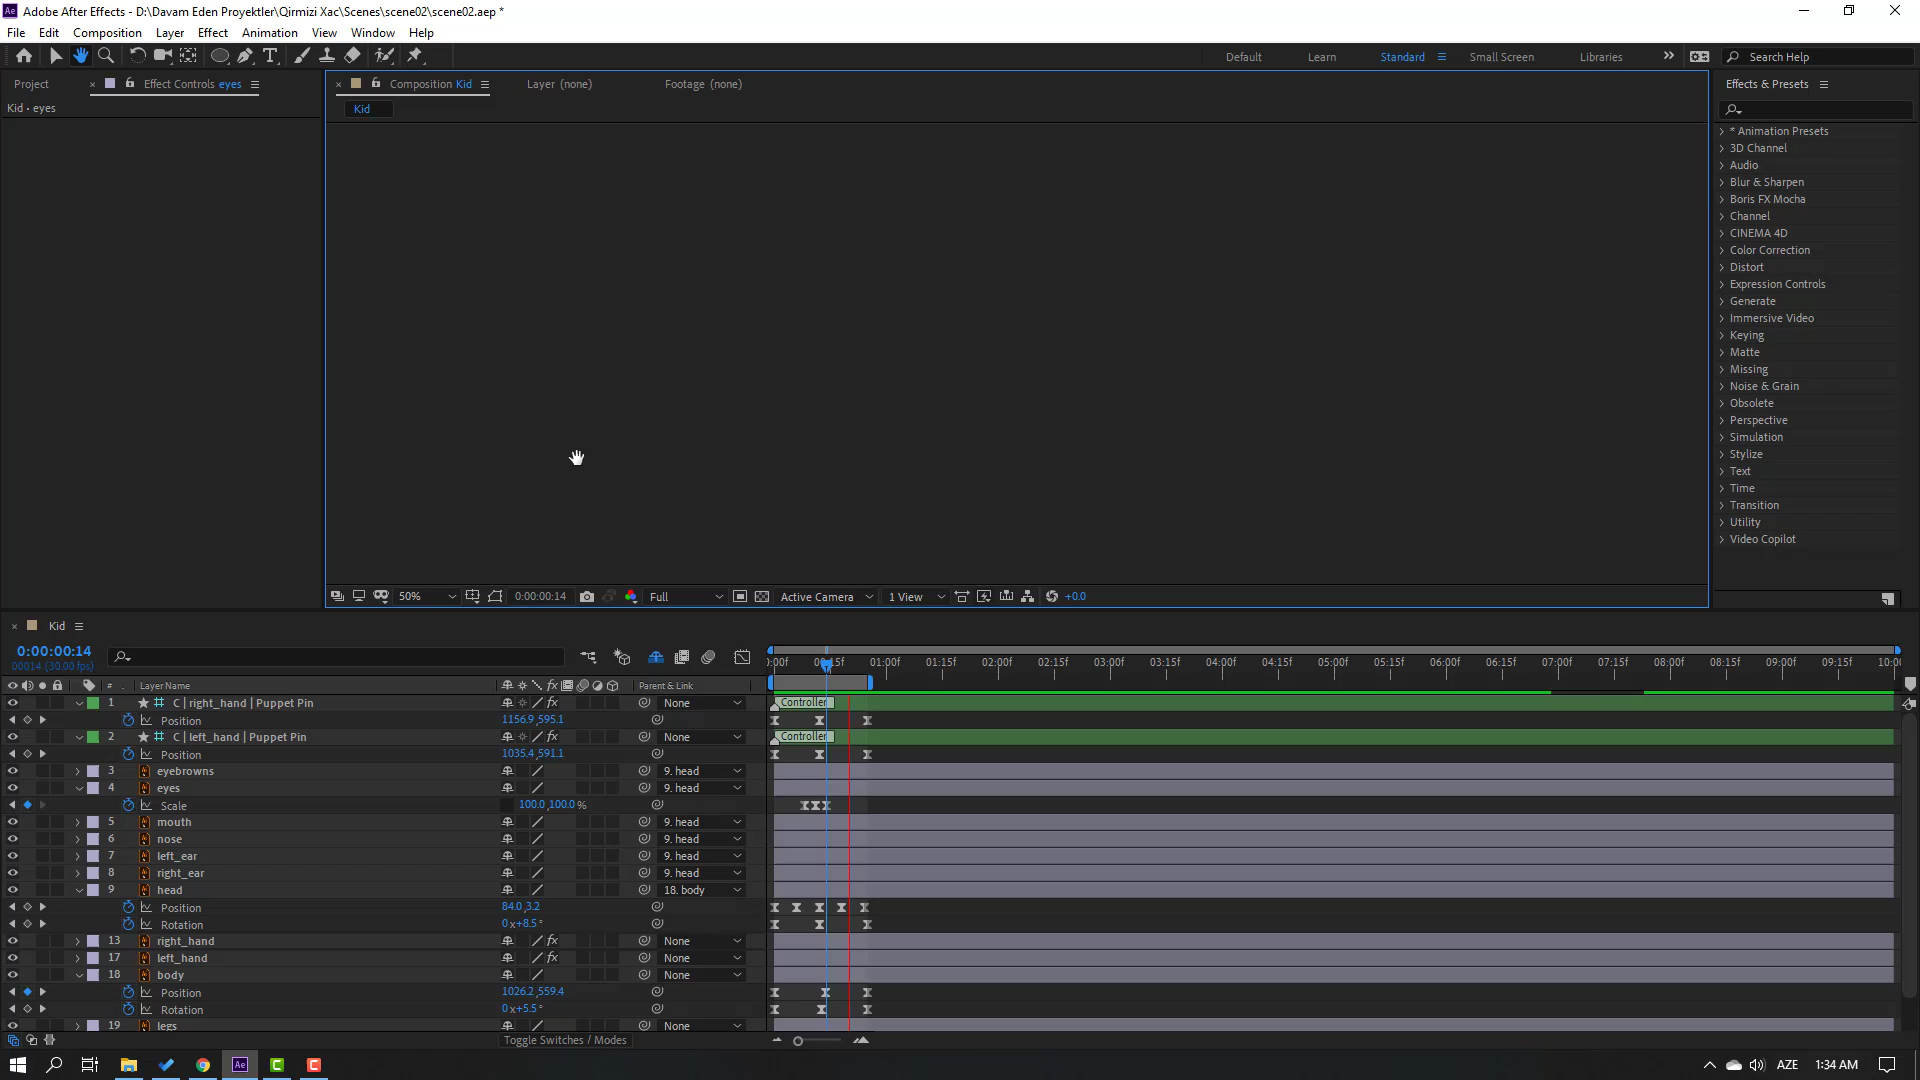 Adobe After Effects - D:\Davam Eden Proyektler\Qirmizi Xac\Scenes\scene02\scene02.aep *
File Edit Composition Layer Effect Animation View Window Help
Default Learn Standard Small Screen Libraries Search Help
Project Effect Controls eyes Composition Kid Layer (none) Footage (none) Effects & Presets
Kid • eyes
Kid
* Animation Presets
3D Channel
Audio
Blur & Sharpen
Boris FX Mocha
Channel
CINEMA 4D
Color Correction
Distort
Expression Controls
Generate
Immersive Video
Keying
Matte
Missing
Noise & Grain
Obsolete
Perspective
Simulation
Stylize
Text
Time
Transition
Utility
Video Copilot
50% 0:00:00:14 Full Active Camera 1 View +0.0
Kid
0:00:00:14
00014 (30.00 fps)
0:00f 00:15f 01:00f 01:15f 02:00f 02:15f 03:00f 03:15f 04:00f 04:15f 05:00f 05:15f 06:00f 06:15f 07:00f 07:15f 08:00f 08:15f 09:00f 09:15f 10:0
# Layer Name Parent & Link
1 C | right_hand | Puppet Pin None Controller
Position 1156.9,595.1
2 C | left_hand | Puppet Pin None Controller
Position 1035.4,591.1
3 eyebrowns 9. head
4 eyes 9. head
Scale 100.0,100.0 %
5 mouth 9. head
6 nose 9. head
7 left_ear 9. head
8 right_ear 9. head
9 head 18. body
Position 84.0,3.2
Rotation 0x+8.5°
13 right_hand None
17 left_hand None
18 body None
Position 1026.2,559.4
Rotation 0x+5.5°
19 legs None
Toggle Switches / Modes
AZE 1:34 AM